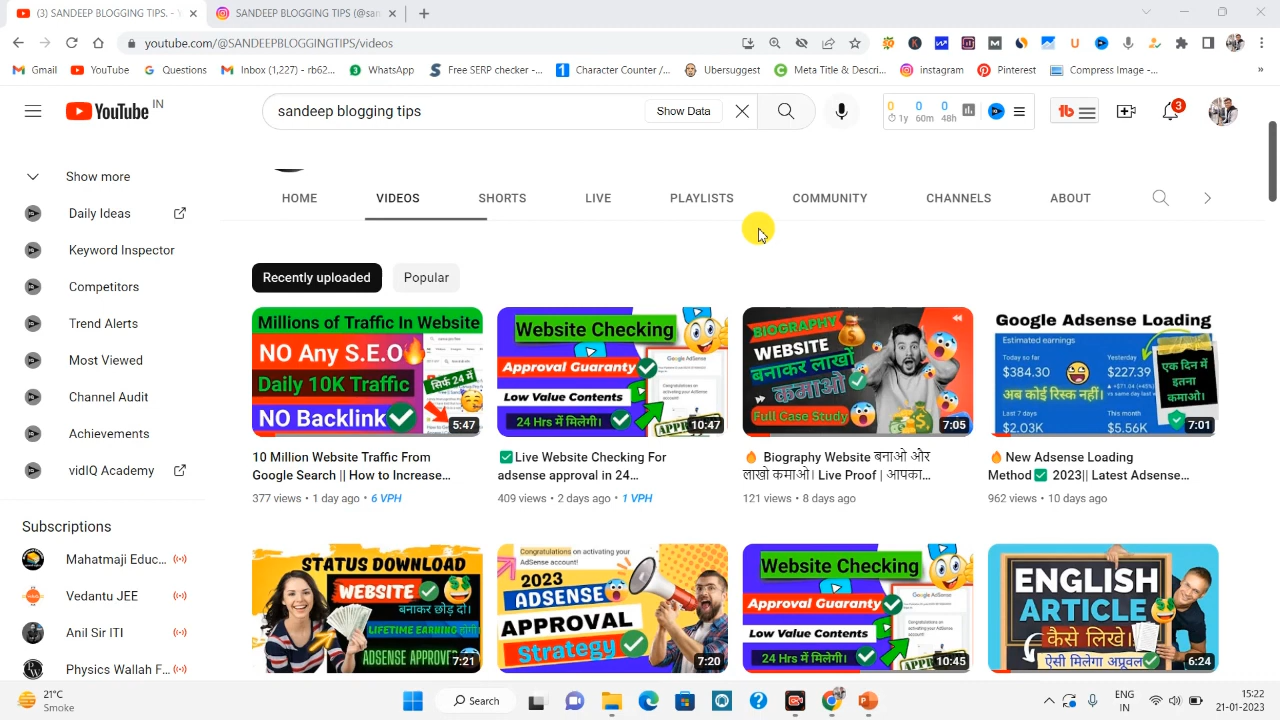 (3) SANDEEP BLOGGING TIPS. - Y
SANDEEP BLOGGING TIPS (@sar
youtube.com/@SANDEEPBLOGGINGTIPS/videos
Gmail
YouTube
Questions
Inbox (1,227) - rb62...
WhatsApp
Free SERP checker -...
Character Counter /...
Ubersuggest
Meta Title & Descri...
instagram
Pinterest
Compress Image -...
»
YouTube IN
sandeep blogging tips
Show Data
0 0 0
1y 60m 48h
3
Show more
HOME
VIDEOS
SHORTS
LIVE
PLAYLISTS
COMMUNITY
CHANNELS
ABOUT
Daily Ideas
Keyword Inspector
Competitors
Trend Alerts
Most Viewed
Channel Audit
Achievements
vidIQ Academy
Subscriptions
Mahatmaji Educ...
Vedantu JEE
Anil Sir ITI
Physics Wallah F...
Recently uploaded
Popular
Millions of Traffic In Website
NO Any S.E.O
Daily 10K Traffic
सिर्फ 24 में
NO Backlink
5:47
10 Million Website Traffic From
Google Search || How to Increase...
377 views • 1 day ago • 6 VPH
Website Checking
Approval Guaranty
Low Value Contents
24 Hrs में मिलेगी।
Google AdSense
10:47
Live Website Checking For
adsense approval in 24...
409 views • 2 days ago • 1 VPH
BIOGRAPHY
WEBSITE
बनाकर लाखों
कमाओ
Full Case Study
7:05
Biography Website बनाओ और
लाखो कमाओ। Live Proof | आपका...
121 views • 8 days ago
Google Adsense Loading
Estimated earnings
Today so far
Yesterday
$384.30
$227.39
अब कोई रिस्क नहीं।
एक दिन में
इतना
कमाओ।
Last 7 days
This month
$2.03K
$5.56K
7:01
New Adsense Loading
Method 2023|| Latest Adsense...
962 views • 10 days ago
STATUS DOWNLOAD
WEBSITE
बनाकर छोड़ दो।
LIFETIME EARNING होगी
ADSENSE APPROVED
7:21
Congratulations on activating your
AdSense account!
2023
ADSENSE
APPROVAL
Strategy
7:20
Website Checking
Approval Guaranty
Low Value Contents
24 Hrs में मिलेगी।
Google AdSense
10:45
ENGLISH
ARTICLE
कैसे लिखें।
ऐसी मिलेगा अप्रूवल
6:24
21°C
Smoke
Search
ENG
IN
15:22
21-01-2023